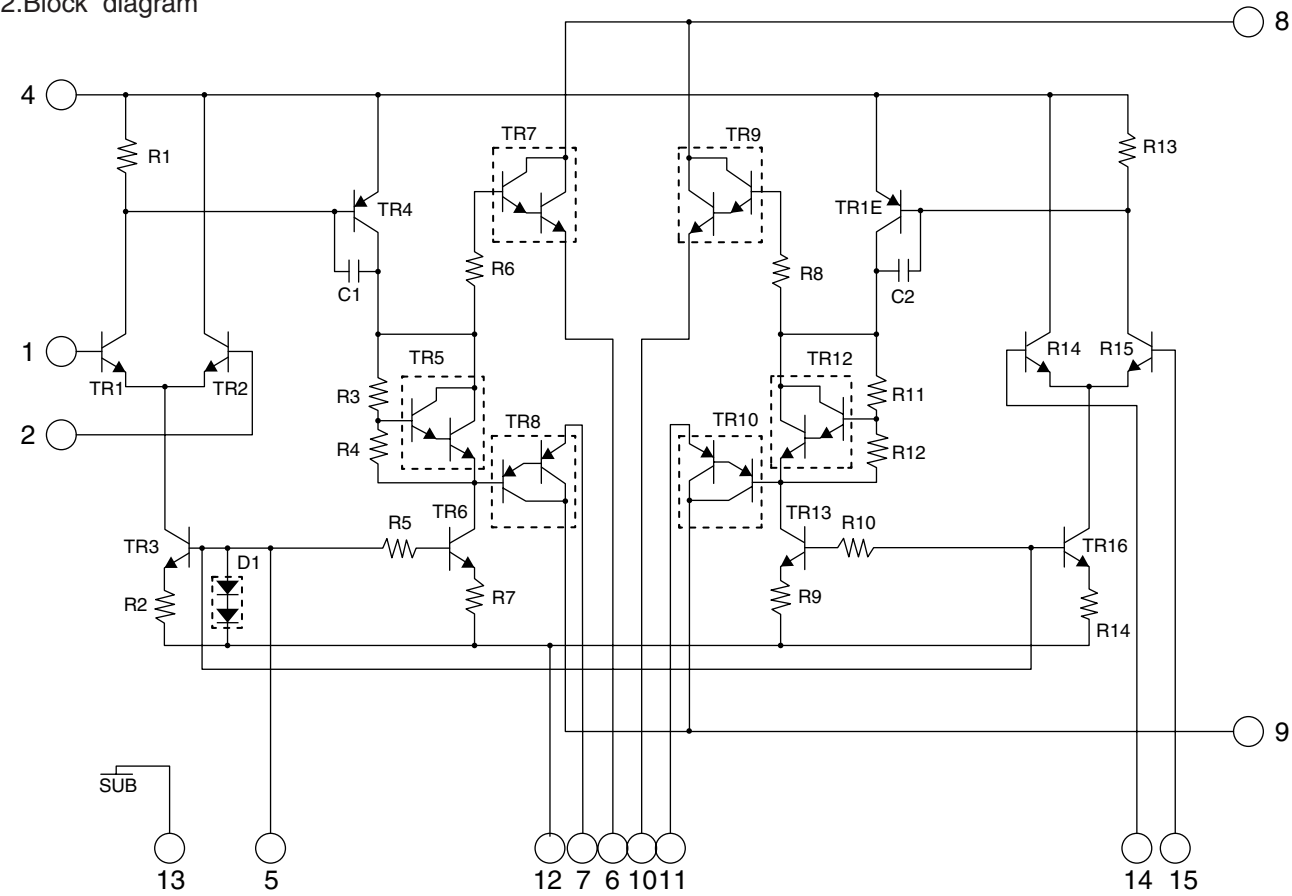 2.Block diagram
8
4
TR7
TR9
R1
R13
TR4
TR1E
R6
R8
C1
C2
1
TR1
TR2
TR5
TR12
R14
R15
R3
R11
TR8
TR10
2
R4
R12
TR6
TR13
R5
R10
TR3
D1
TR16
R2
R7
R9
R14
9
SUB
13
5
12
7
6
10
11
14
15